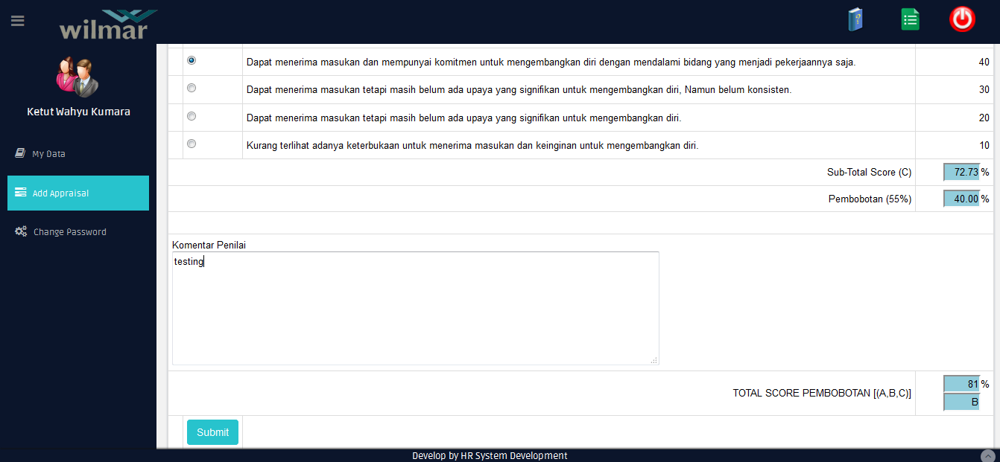 wilmar
Ketut Wahyu Kumara
My Data
Add Appraisal
Change Password
Dapat menerima masukan dan mempunyai komitmen untuk mengembangkan diri dengan mendalami bidang yang menjadi pekerjaannya saja. 40
Dapat menerima masukan tetapi masih belum ada upaya yang signifikan untuk mengembangkan diri, Namun belum konsisten. 30
Dapat menerima masukan tetapi masih belum ada upaya yang signifikan untuk mengembangkan diri. 20
Kurang terlihat adanya keterbukaan untuk menerima masukan dan keinginan untuk mengembangkan diri. 10
Sub-Total Score (C) 72.73 %
Pembobotan (55%) 40.00 %
Komentar Penilai
testing
TOTAL SCORE PEMBOBOTAN [(A,B,C)] 81 %
B
Submit
Develop by HR System Development